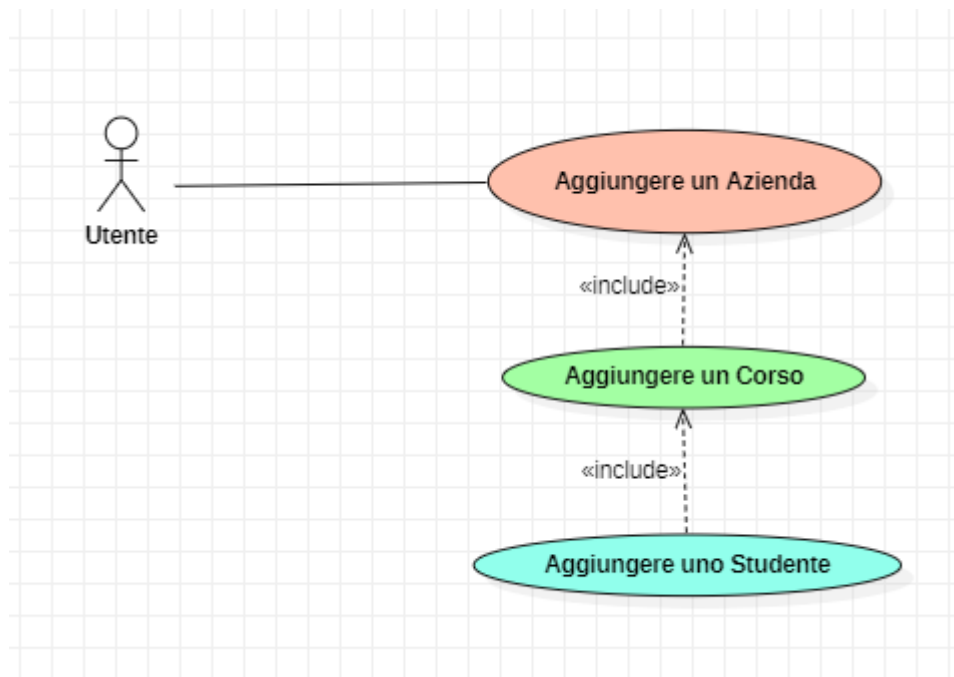 Aggiungere un Azienda
Utente
«include»
Aggiungere un Corso
«include»
Aggiungere uno Studente